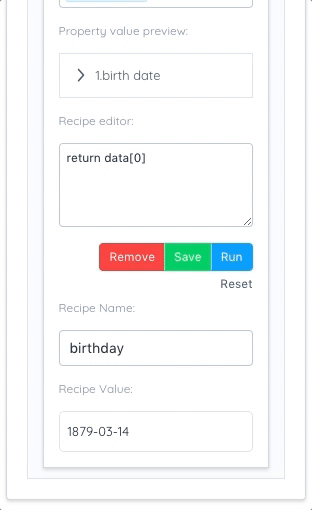 Property value preview:
1.birth date
Recipe editor:
return data[0]
Remove Save Run
Reset
Recipe Name:
birthday
Recipe Value:
1879-03-14